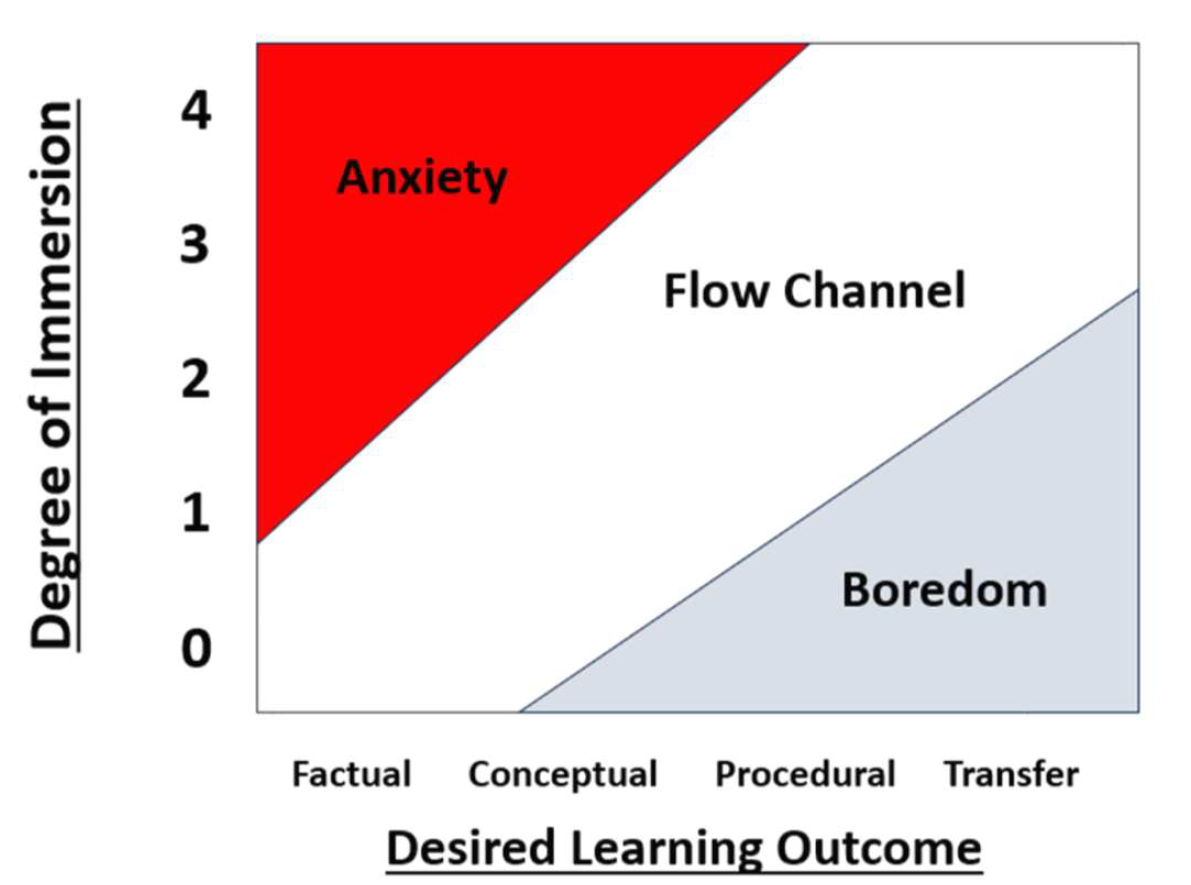 Degree of Immersion
4
Anxiety
3
Flow Channel
2
1
Boredom
0
Factual Conceptual Procedural Transfer
Desired Learning Outcome